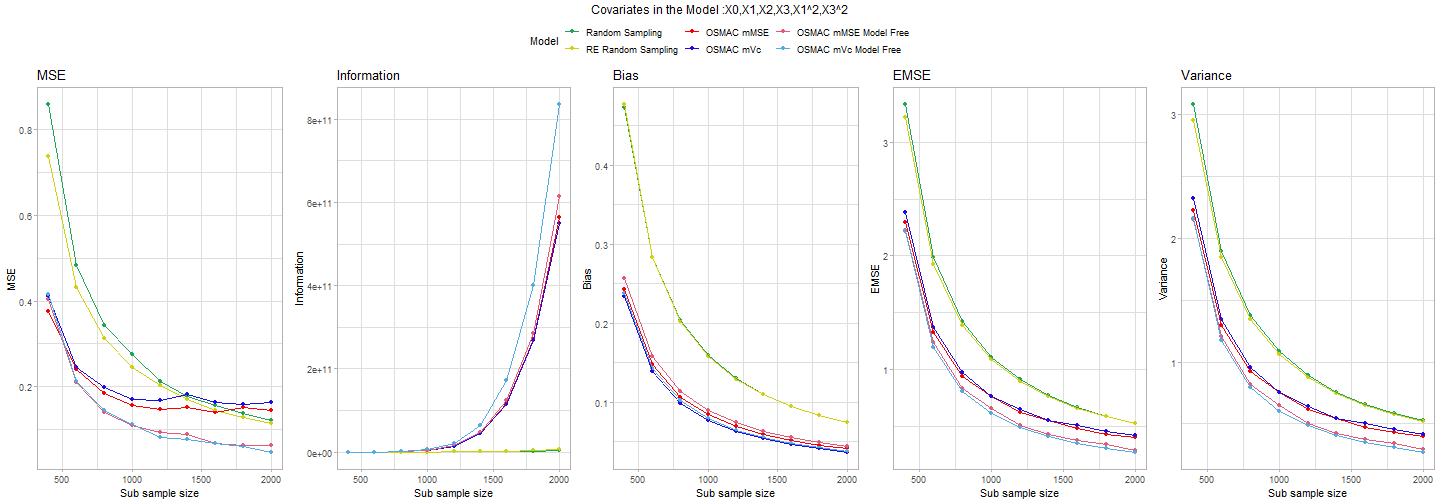 Covariates in the Model :X0,X1,X2,X3,X1^2,X3^2
Model
Random Sampling
OSMAC mMSE
OSMAC mMSE Model Free
RE Random Sampling
OSMAC mVc
OSMAC mVc Model Free
MSE
MSE
0.8
0.6
0.4
0.2
500
1000
1500
2000
Sub sample size
Information
Information
8e+11
6e+11
4e+11
2e+11
0e+00
500
1000
1500
2000
Sub sample size
Bias
Bias
0.4
0.3
0.2
0.1
500
1000
1500
2000
Sub sample size
EMSE
EMSE
3
2
1
500
1000
1500
2000
Sub sample size
Variance
Variance
3
2
1
500
1000
1500
2000
Sub sample size